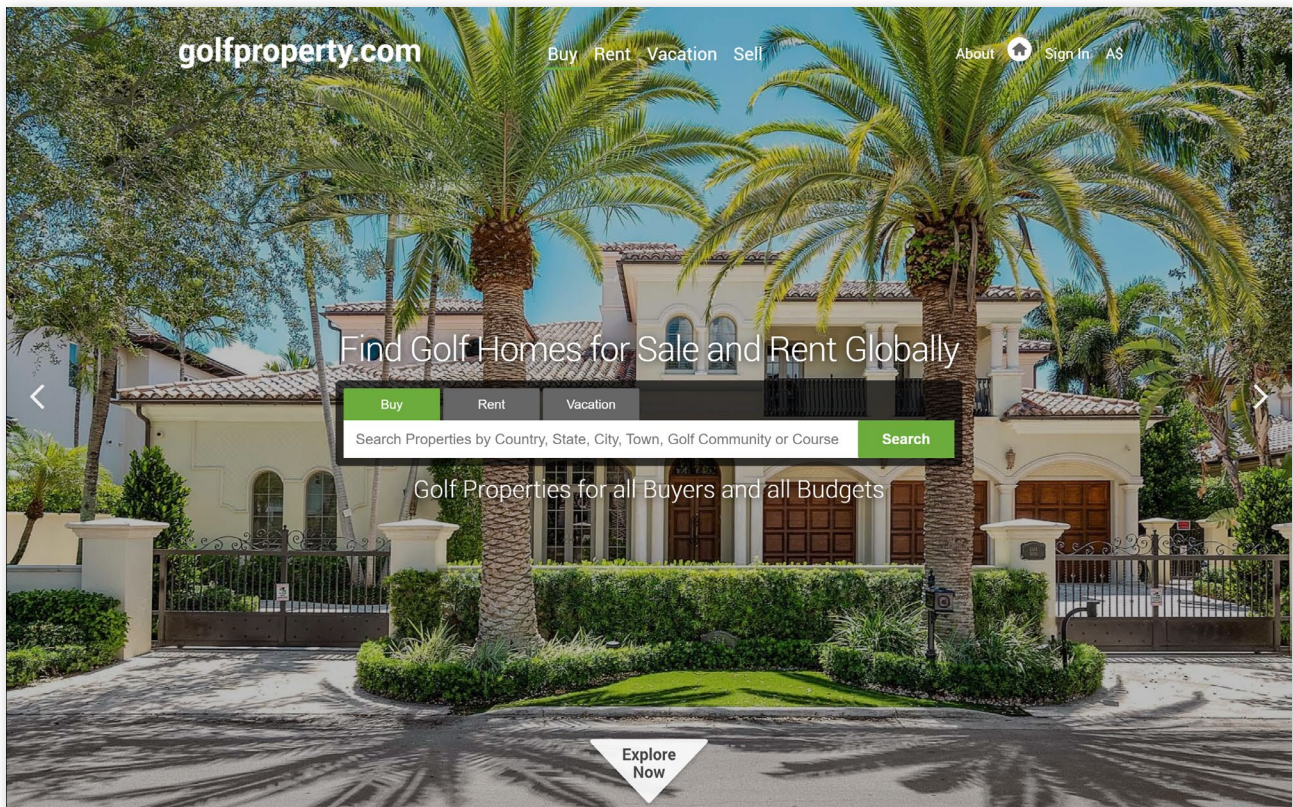 golfproperty.com
Buy Rent Vacation Sell
About Sign In A$
Find Golf Homes for Sale and Rent Globally
Buy Rent Vacation
Search Properties by Country, State, City, Town, Golf Community or Course Search
Golf Properties for all Buyers and all Budgets
Explore
Now